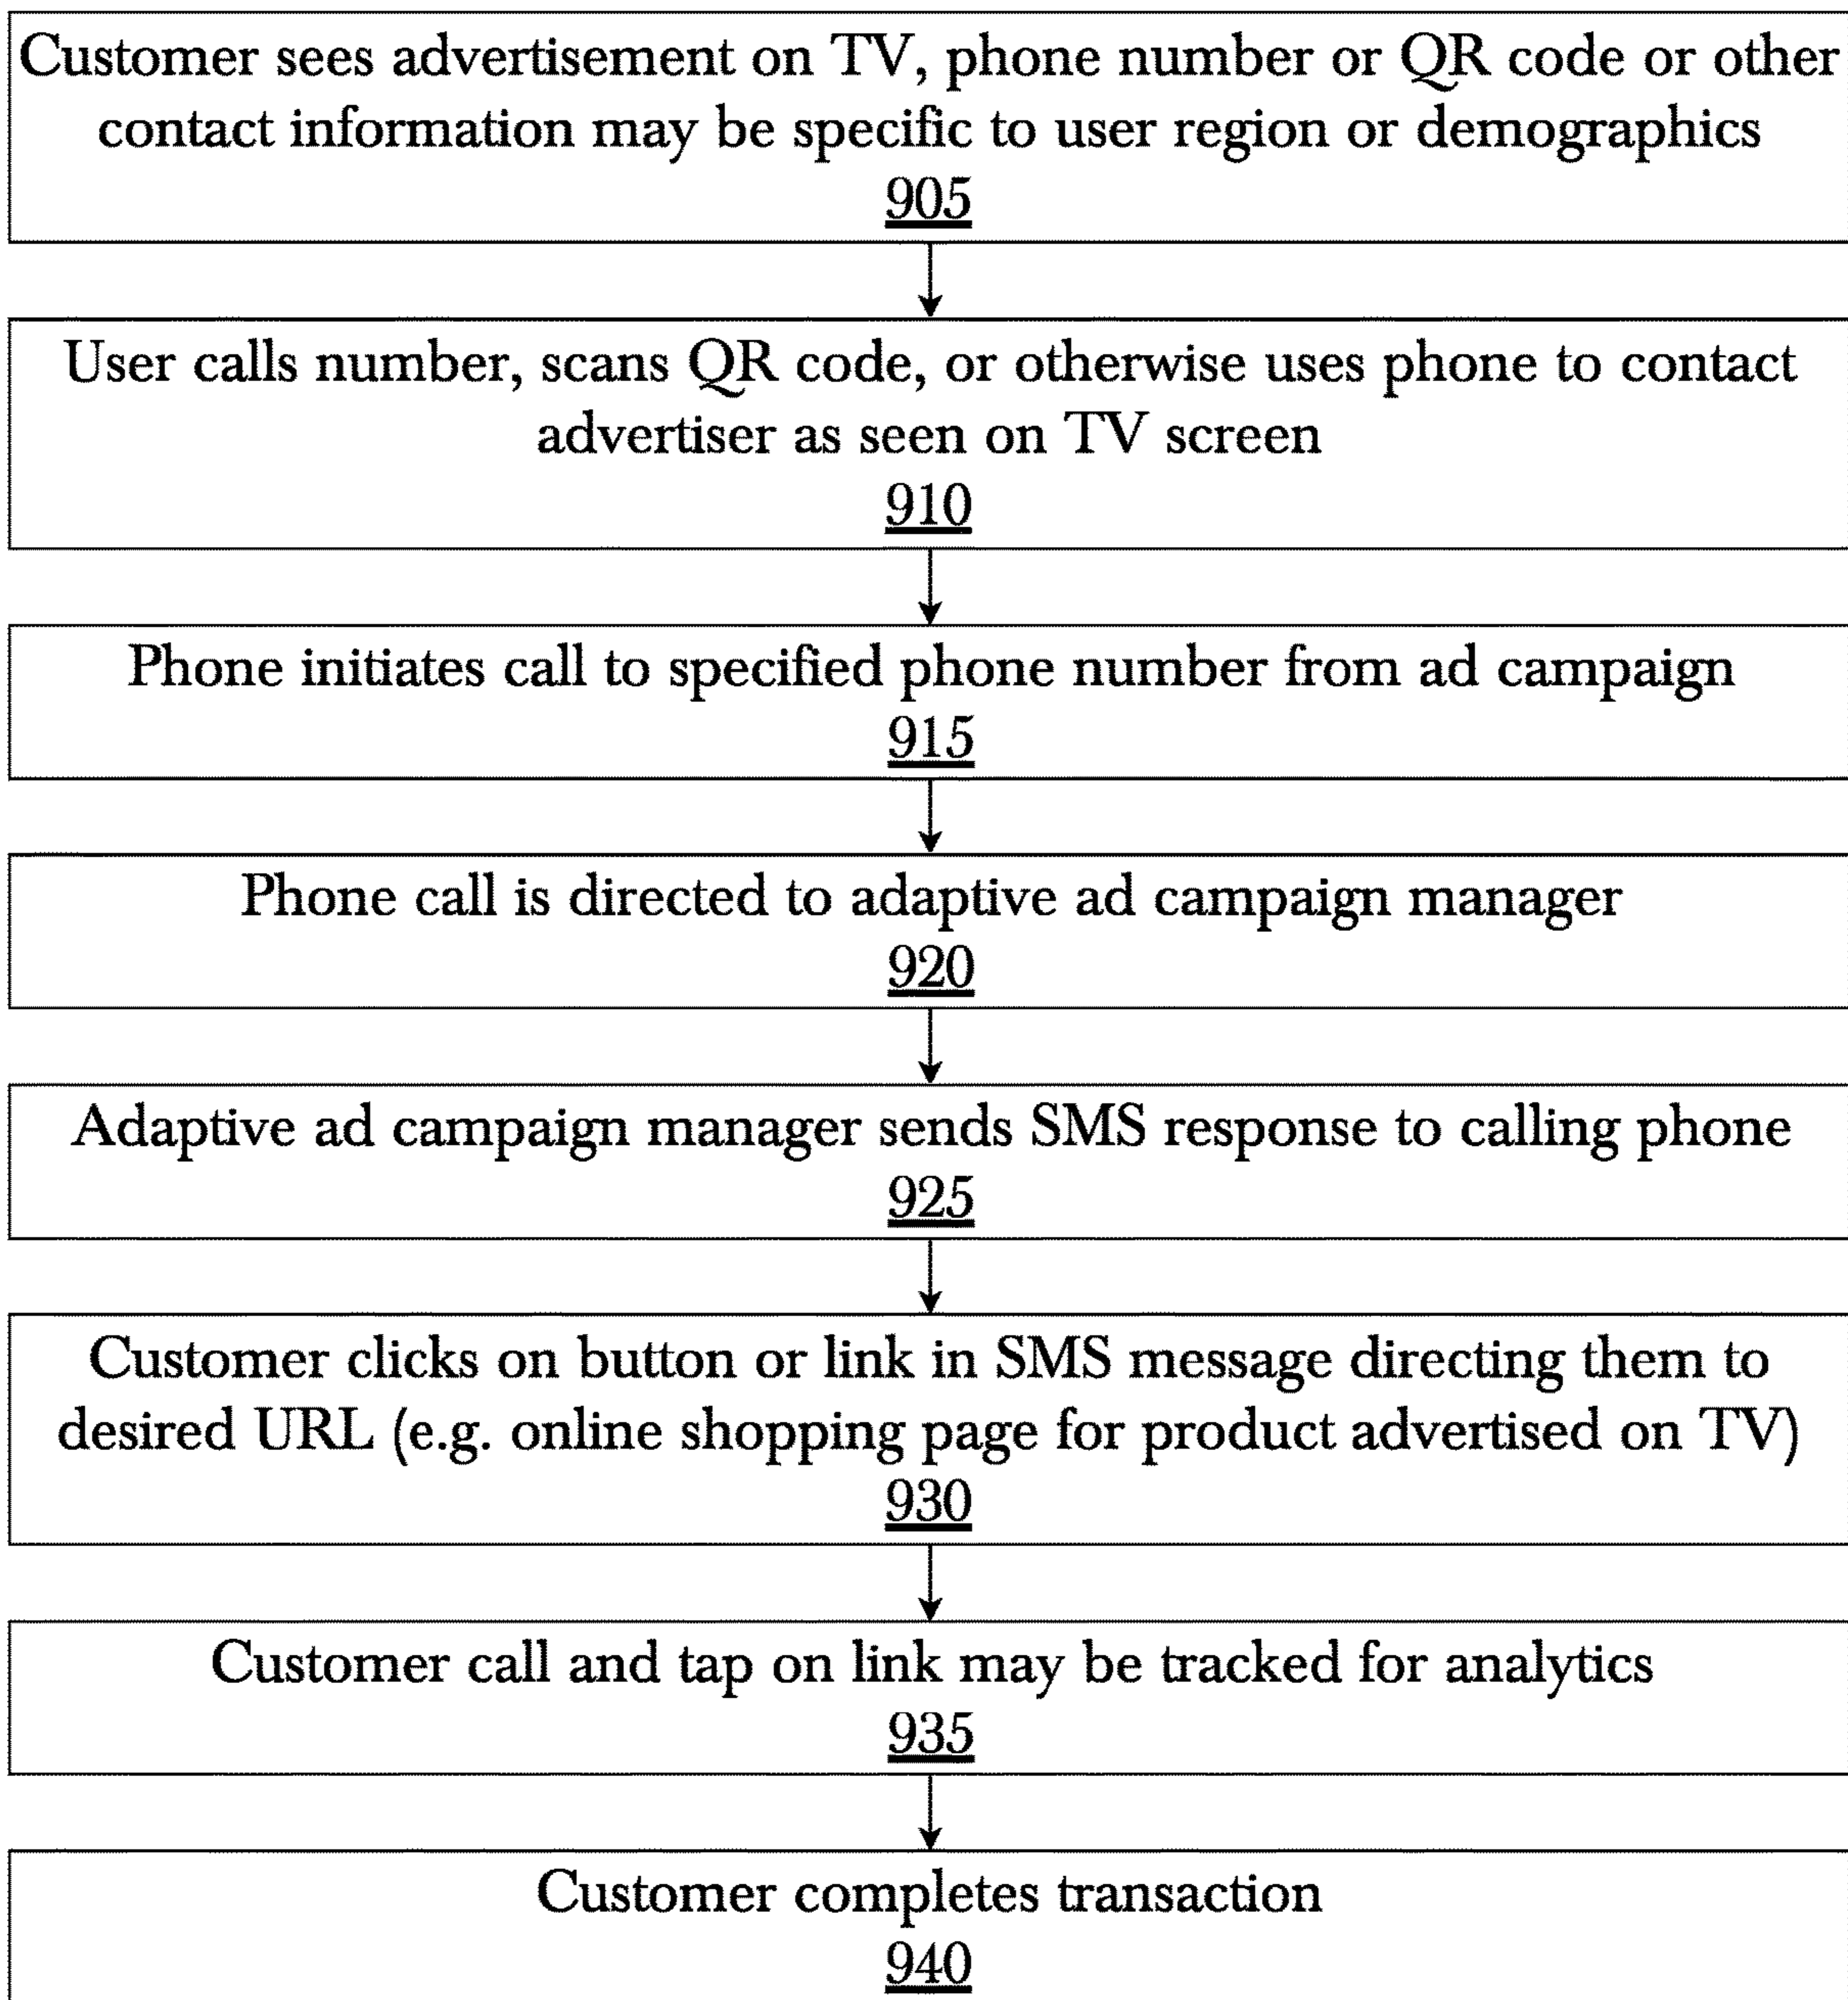 Customer sees advertisement on TV, phone number or QR code or other
contact information may be specific to user region or demographics
905
User calls number, scans QR code, or otherwise uses phone to contact
advertiser as seen on TV screen
910
Phone initiates call to specified phone number from ad campaign
915
Phone call is directed to adaptive ad campaign manager
920
Adaptive ad campaign manager sends SMS response to calling phone
925
Customer clicks on button or link in SMS message directing them to
desired URL (e.g. online shopping page for product advertised on TV)
930
Customer call and tap on link may be tracked for analytics
935
Customer completes transaction
940